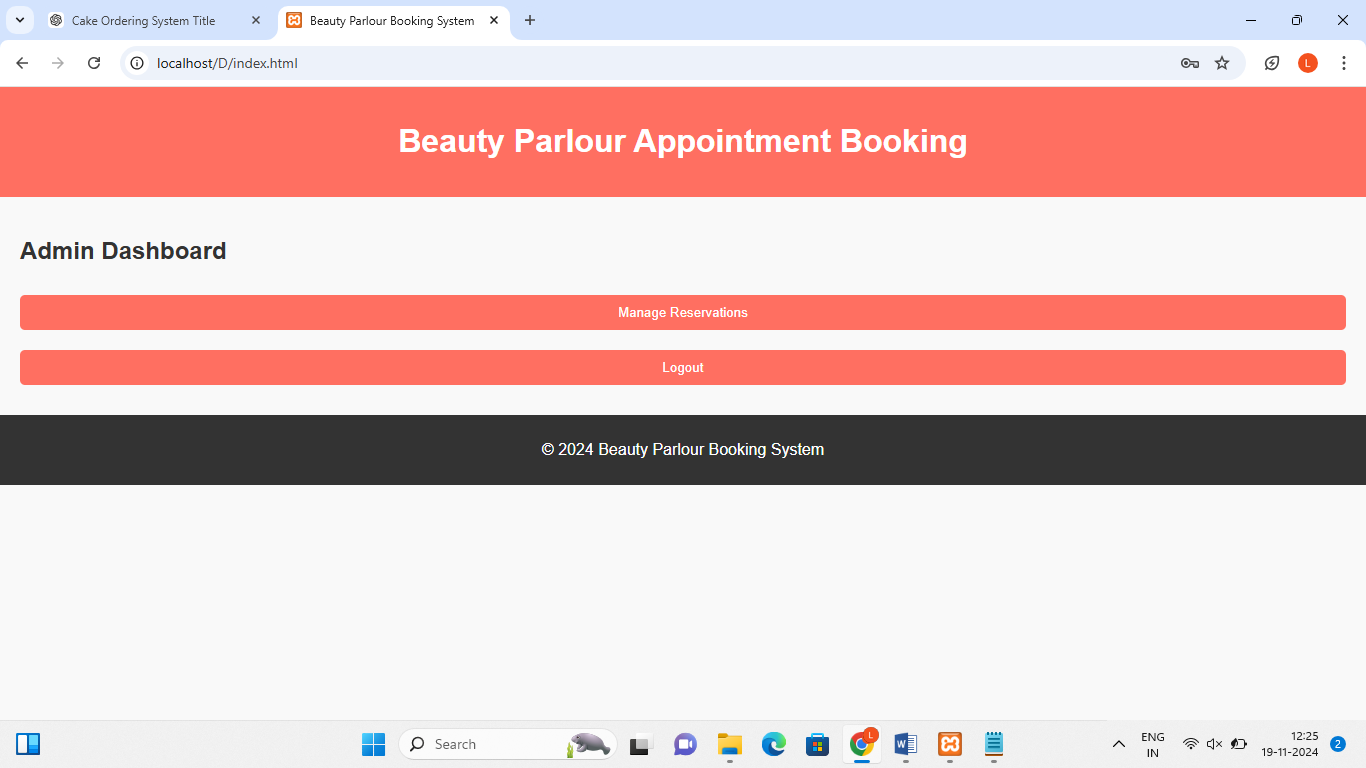 Cake Ordering System Title
Beauty Parlour Booking System
localhost/D/index.html
L
Beauty Parlour Appointment Booking
Admin Dashboard
Manage Reservations
Logout
© 2024 Beauty Parlour Booking System
Search
L
W
ENG
IN
12:25
19-11-2024
2